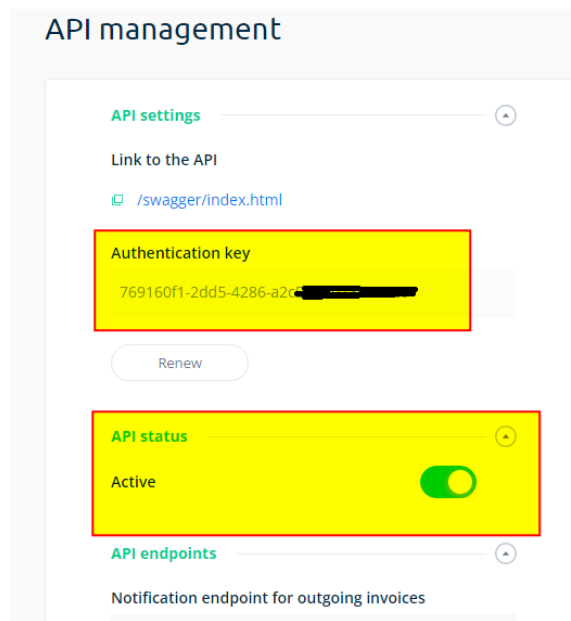 API management
API settings
Link to the API
/swagger/index.html
Authentication key
769160f1-2dd5-4286-a2c
Renew
API status
Active
API endpoints
Notification endpoint for outgoing invoices